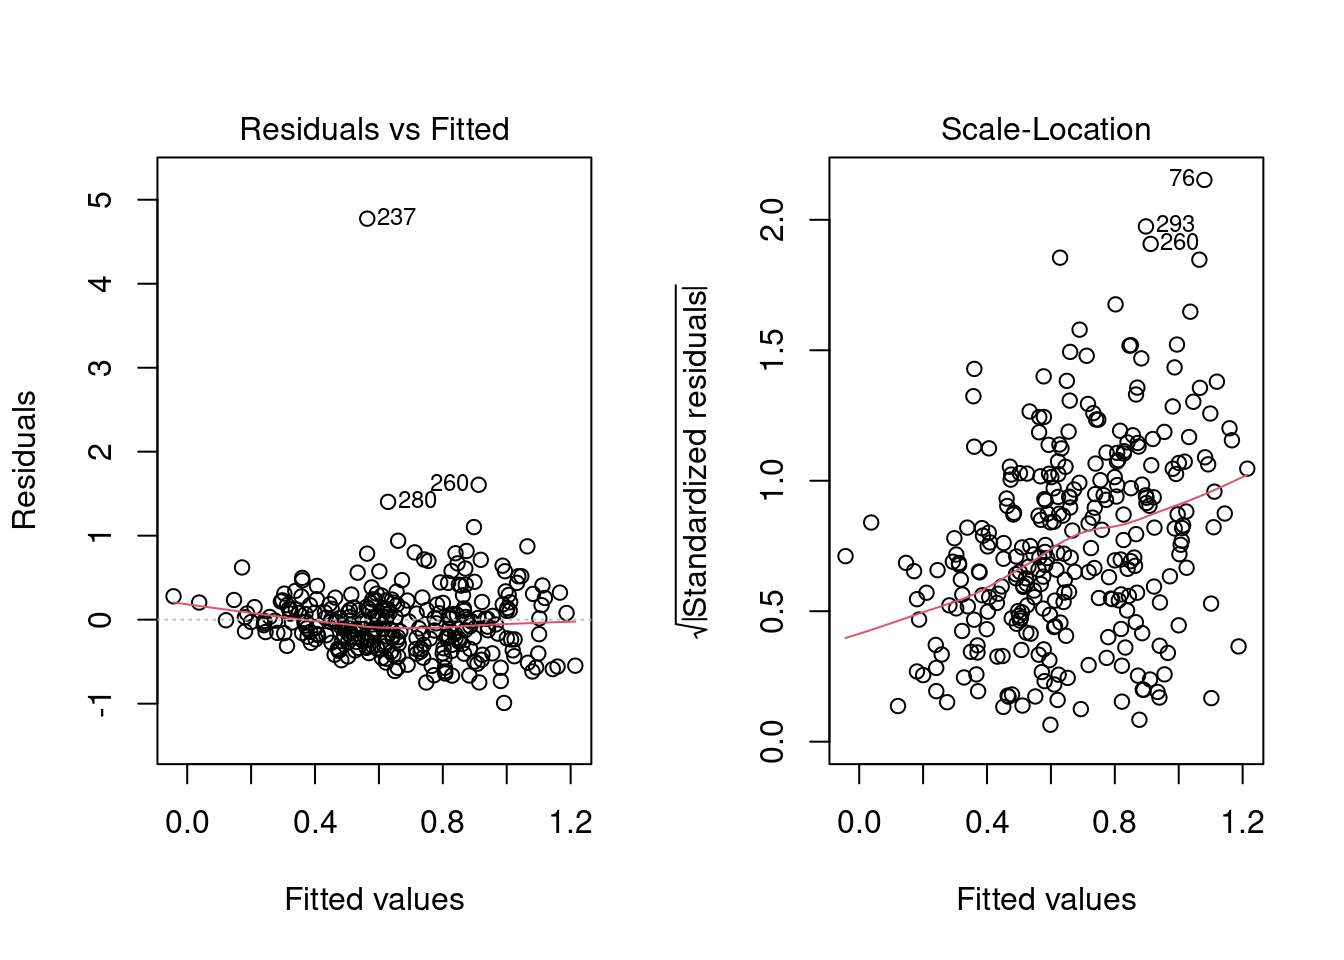 Residuals vs Fitted
Residuals
5
4
3
2
1
0
-1
237
260
280
0.0 0.4 0.8 1.2
Fitted values
Scale-Location
√|Standardized residuals|
2.0
1.5
1.0
0.5
0.0
76
293
260
0.0 0.4 0.8 1.2
Fitted values